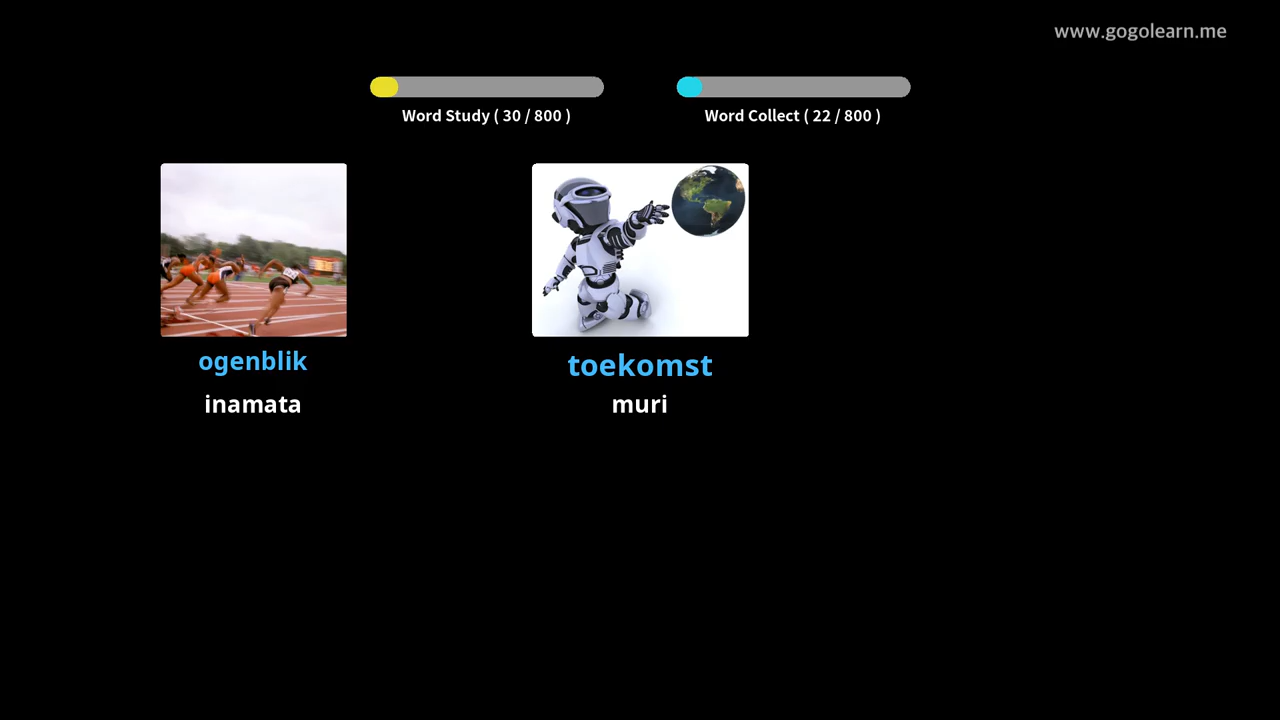 www.gogolearn.me
Word Study ( 30 / 800 )
Word Collect ( 22 / 800 )
ogenblik
inamata
toekomst
muri